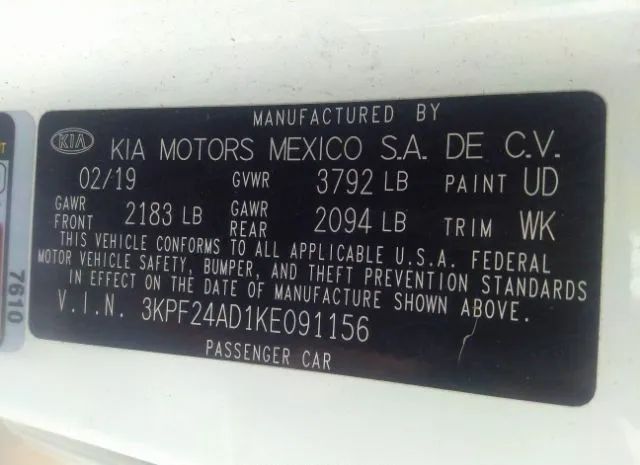 MANUFACTURED BY
KIA KIA MOTORS MEXICO S.A. DE C.V.
02/19 GVWR 3792 LB PAINT UD
GAWR FRONT 2183 LB GAWR REAR 2094 LB TRIM WK
THIS VEHICLE CONFORMS TO ALL APPLICABLE U.S.A. FEDERAL
MOTOR VEHICLE SAFETY, BUMPER, AND THEFT PREVENTION STANDARDS
IN EFFECT ON THE DATE OF MANUFACTURE SHOWN ABOVE.
V.I.N. 3KPF24AD1KE091156
PASSENGER CAR
7610